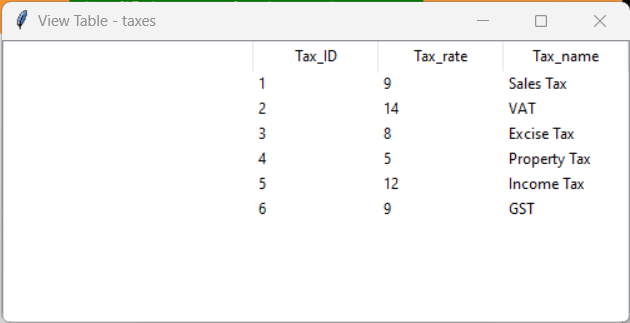 View Table - taxes
Tax_ID Tax_rate Tax_name
1 9 Sales Tax
2 14 VAT
3 8 Excise Tax
4 5 Property Tax
5 12 Income Tax
6 9 GST